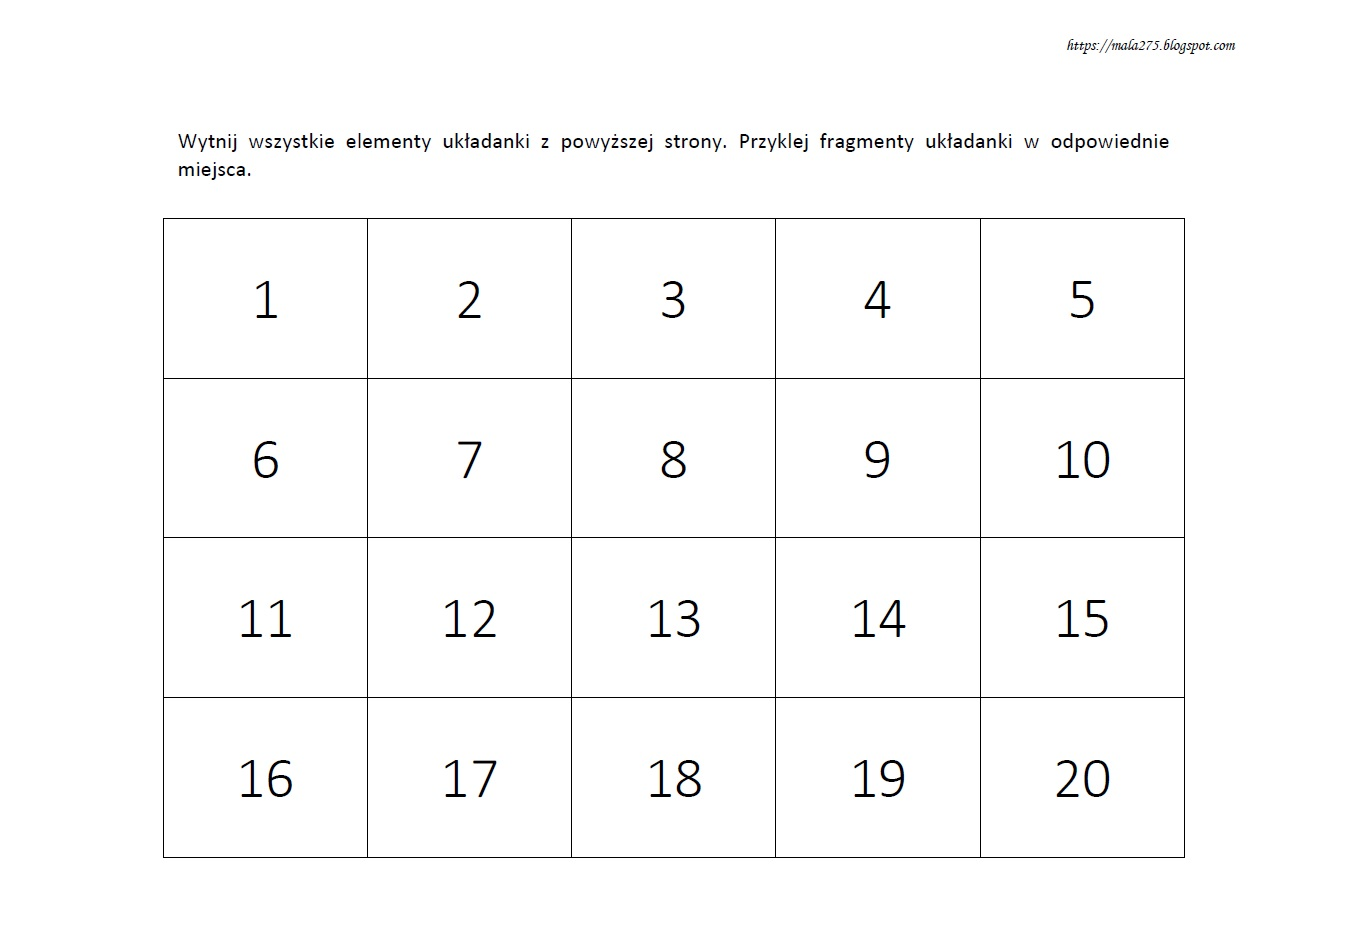 https://mala275.blogspot.com
Wytnij wszystkie elementy układanki z powyższej strony. Przyklej fragmenty układanki w odpowiednie
miejsca.
1 2 3 4 5
6 7 8 9 10
11 12 13 14 15
16 17 18 19 20